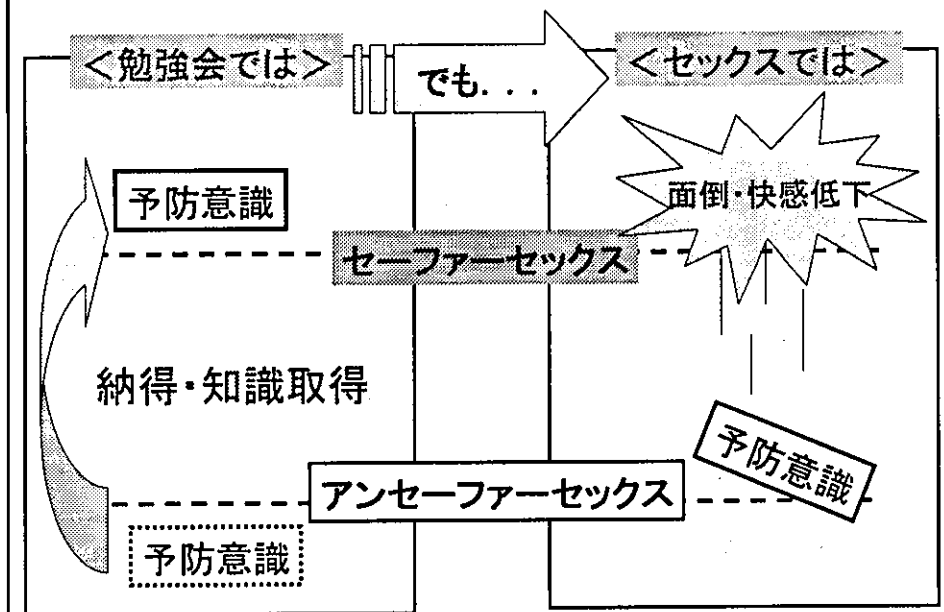 ＜勉強会では＞
でも...
＜セックスでは＞
予防意識
面倒・快感低下
セーファーセックス
納得・知識取得
予防意識
アンセーファーセックス
予防意識